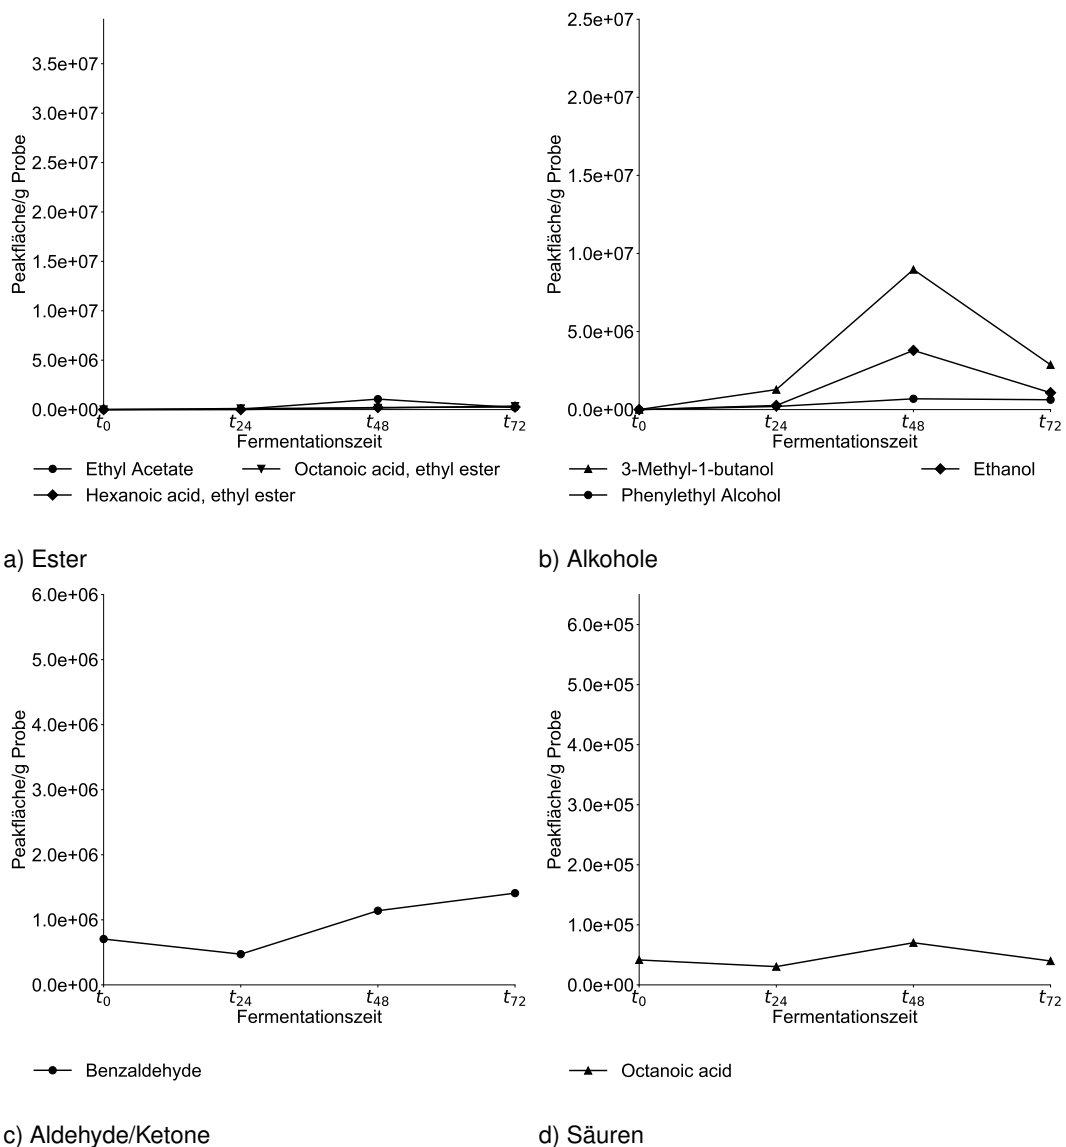 3.5e+07
3.0e+07
2.5e+07
2.0e+07
1.5e+07
1.0e+07
5.0e+06
0.0e+00
Peakfläche/g Probe
t0 t24 t48 t72
Fermentationszeit
Ethyl Acetate Octanoic acid, ethyl ester
Hexanoic acid, ethyl ester
a) Ester
2.5e+07
2.0e+07
1.5e+07
1.0e+07
5.0e+06
0.0e+00
Peakfläche/g Probe
t0 t24 t48 t72
Fermentationszeit
3-Methyl-1-butanol Ethanol
Phenylethyl Alcohol
b) Alkohole
6.0e+06
5.0e+06
4.0e+06
3.0e+06
2.0e+06
1.0e+06
0.0e+00
Peakfläche/g Probe
t0 t24 t48 t72
Fermentationszeit
Benzaldehyde
c) Aldehyde/Ketone
6.0e+05
5.0e+05
4.0e+05
3.0e+05
2.0e+05
1.0e+05
0.0e+00
Peakfläche/g Probe
t0 t24 t48 t72
Fermentationszeit
Octanoic acid
d) Säuren